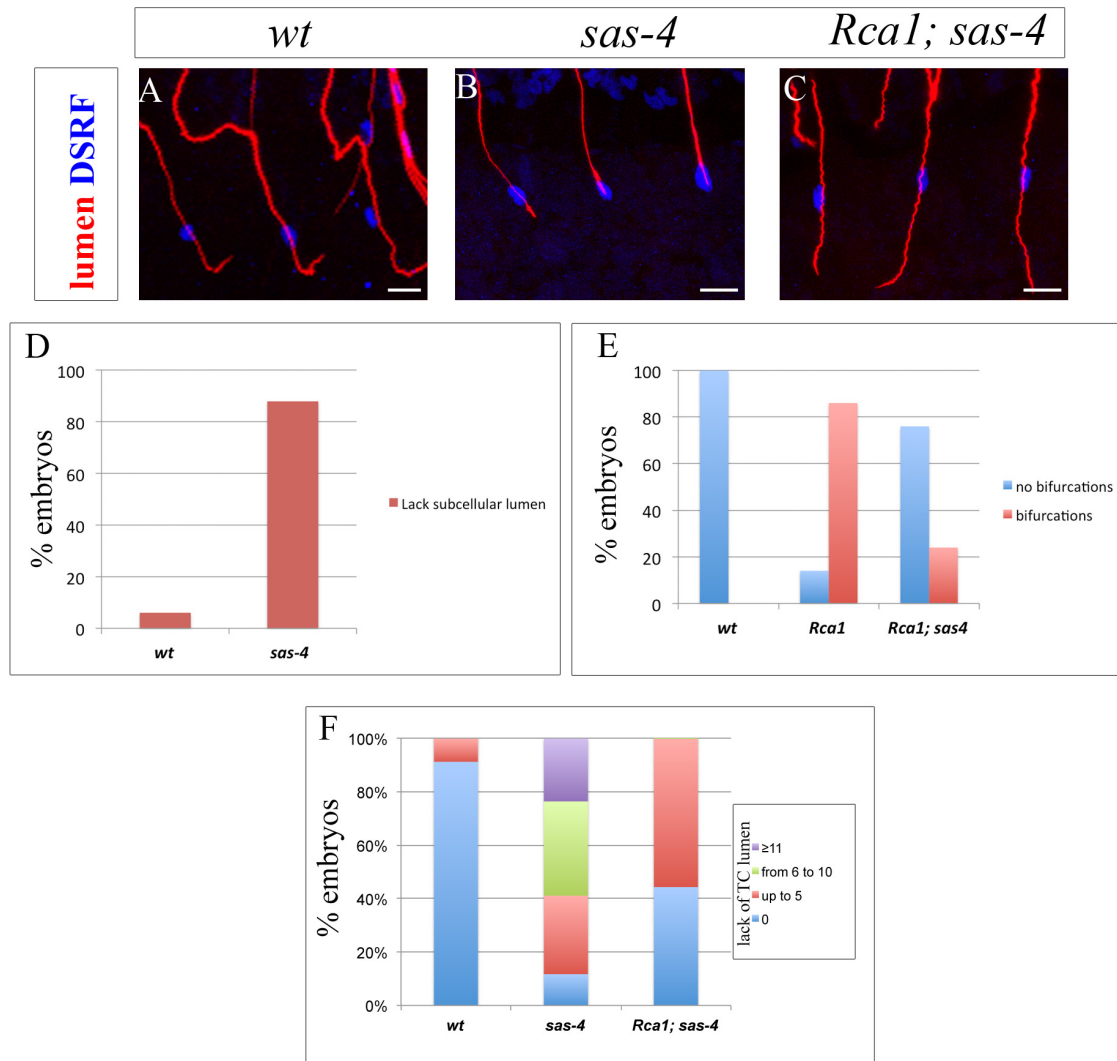 wt sas-4 Rca1; sas-4
lumen DSRF
A B C
D
100
80
60
40
20
0
% embryos
wt sas-4
Lack subcellular lumen
E
100
80
60
40
20
0
% embryos
wt Rca1 Rca1; sas4
no bifurcations
bifurcations
F
100%
80%
60%
40%
20%
0%
% embryos
wt sas-4 Rca1; sas-4
lack of TC lumen
≥11
from 6 to 10
up to 5
0